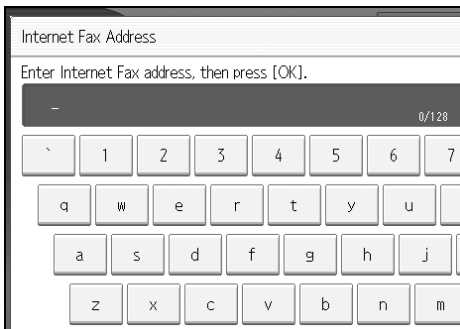 Internet Fax Address
Enter Internet Fax address, then press [OK].
_
0/128
` 1 2 3 4 5 6 7
q w e r t y u
a s d f g h j
z x c v b n m